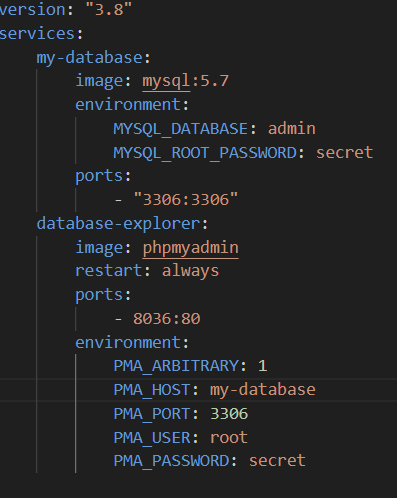 version: "3.8"
services:
    my-database:
        image: mysql:5.7
        environment:
            MYSQL_DATABASE: admin
            MYSQL_ROOT_PASSWORD: secret
        ports:
            - "3306:3306"
    database-explorer:
        image: phpmyadmin
        restart: always
        ports:
            - 8036:80
        environment:
            PMA_ARBITRARY: 1
            PMA_HOST: my-database
            PMA_PORT: 3306
            PMA_USER: root
            PMA_PASSWORD: secret